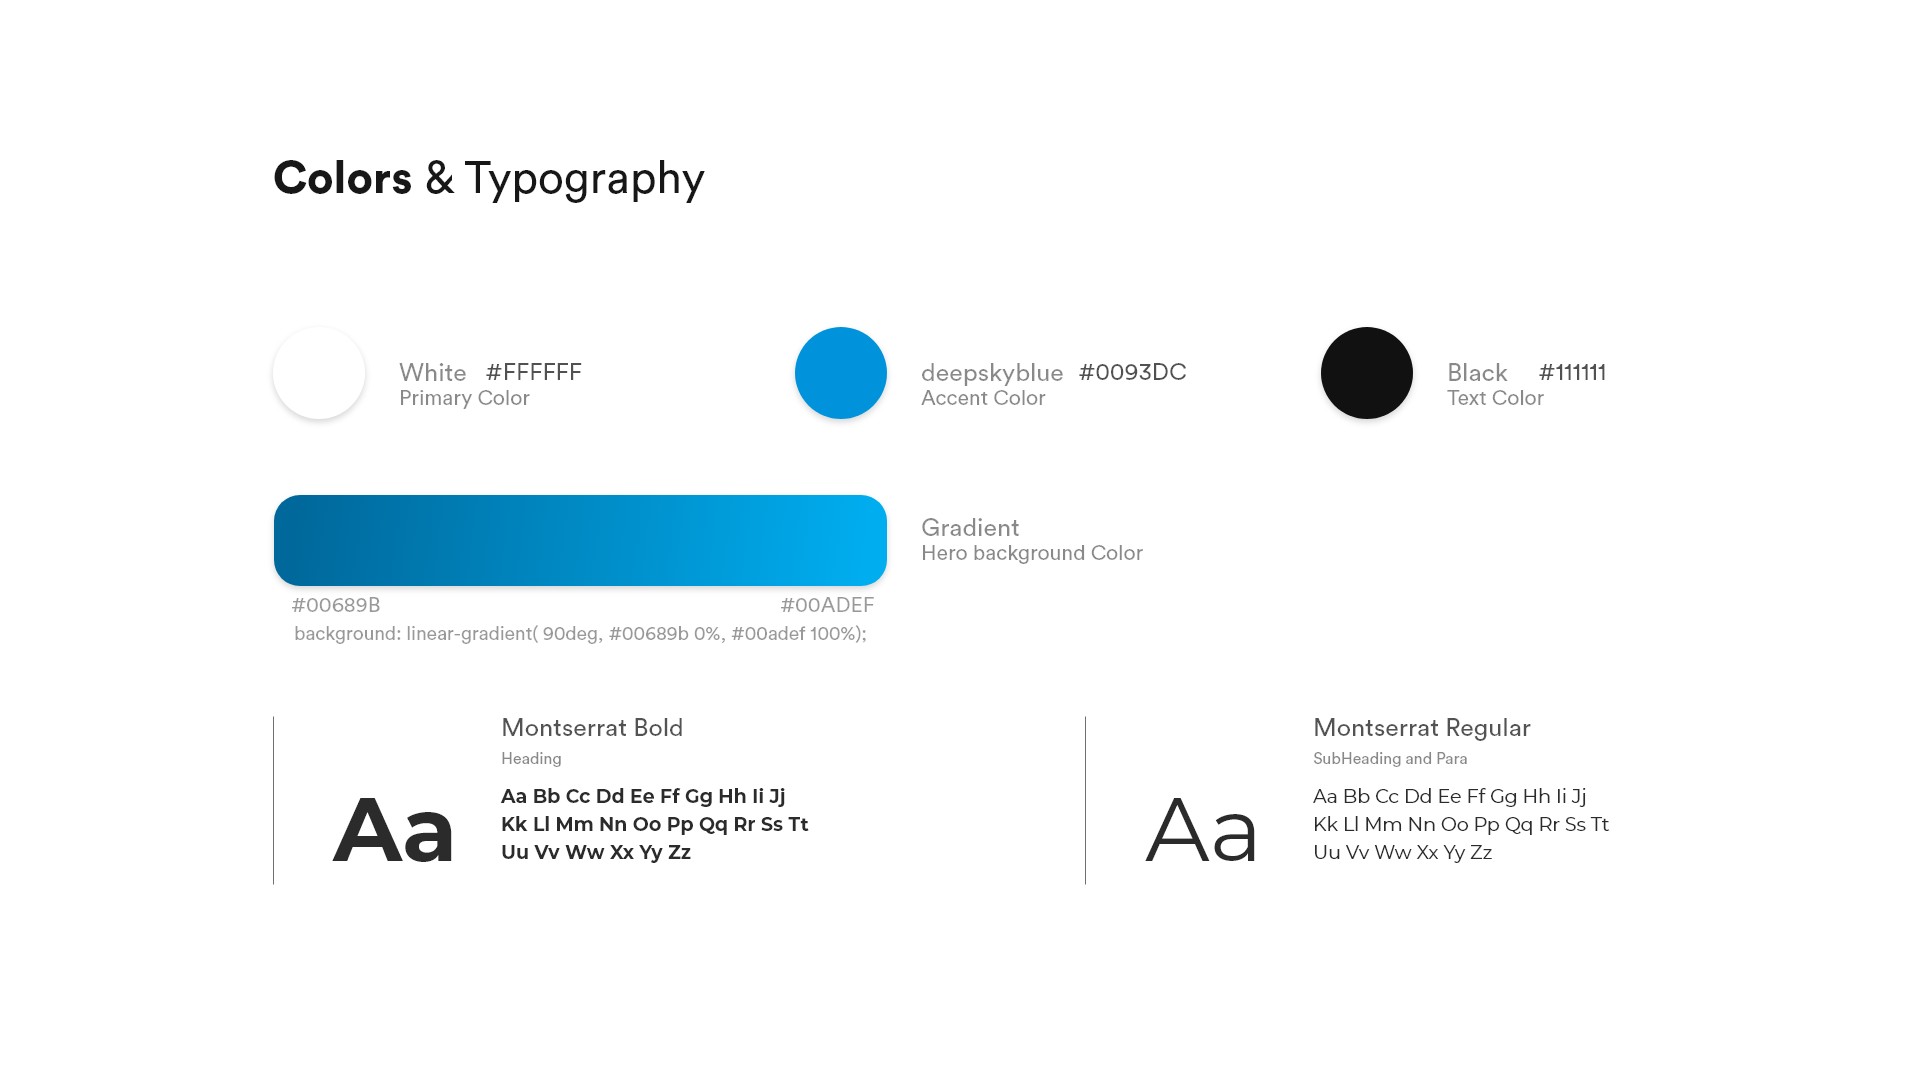 Colors & Typography
White #FFFFFF
Primary Color
deepskyblue #0093DC
Accent Color
Black #111111
Text Color
Gradient
Hero background Color
#00689B #00ADEF
background: linear-gradient( 90deg, #00689b 0%, #00adef 100%);
Aa
Montserrat Bold
Heading
Aa Bb Cc Dd Ee Ff Gg Hh Ii Jj
Kk Ll Mm Nn Oo Pp Qq Rr Ss Tt
Uu Vv Ww Xx Yy Zz
Aa
Montserrat Regular
SubHeading and Para
Aa Bb Cc Dd Ee Ff Gg Hh Ii Jj
Kk Ll Mm Nn Oo Pp Qq Rr Ss Tt
Uu Vv Ww Xx Yy Zz